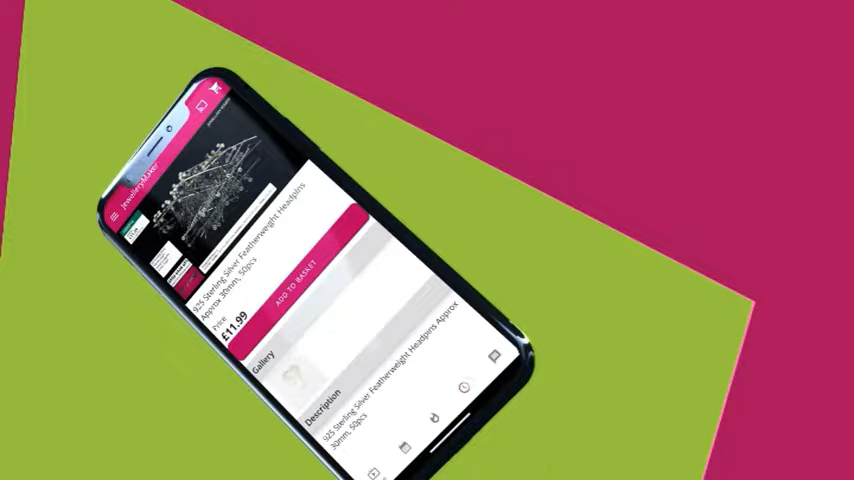 JewelleryMaker
925 Sterling Silver Featherweight Headpins
Approx 30mm, 50pcs
Price
£11.99
ADD TO BASKET
Gallery
Description
925 Sterling Silver Featherweight Headpins Approx
30mm, 50pcs